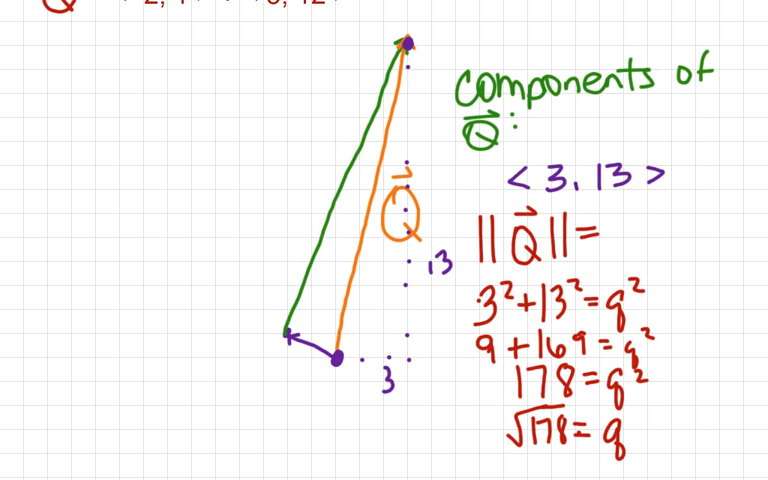 Q⃗
components of
Q⃗:
< 3, 13 >
Q⃗
||Q⃗||=
13
3²+13²=q²
9+169=q²
178=q²
3
√178=q